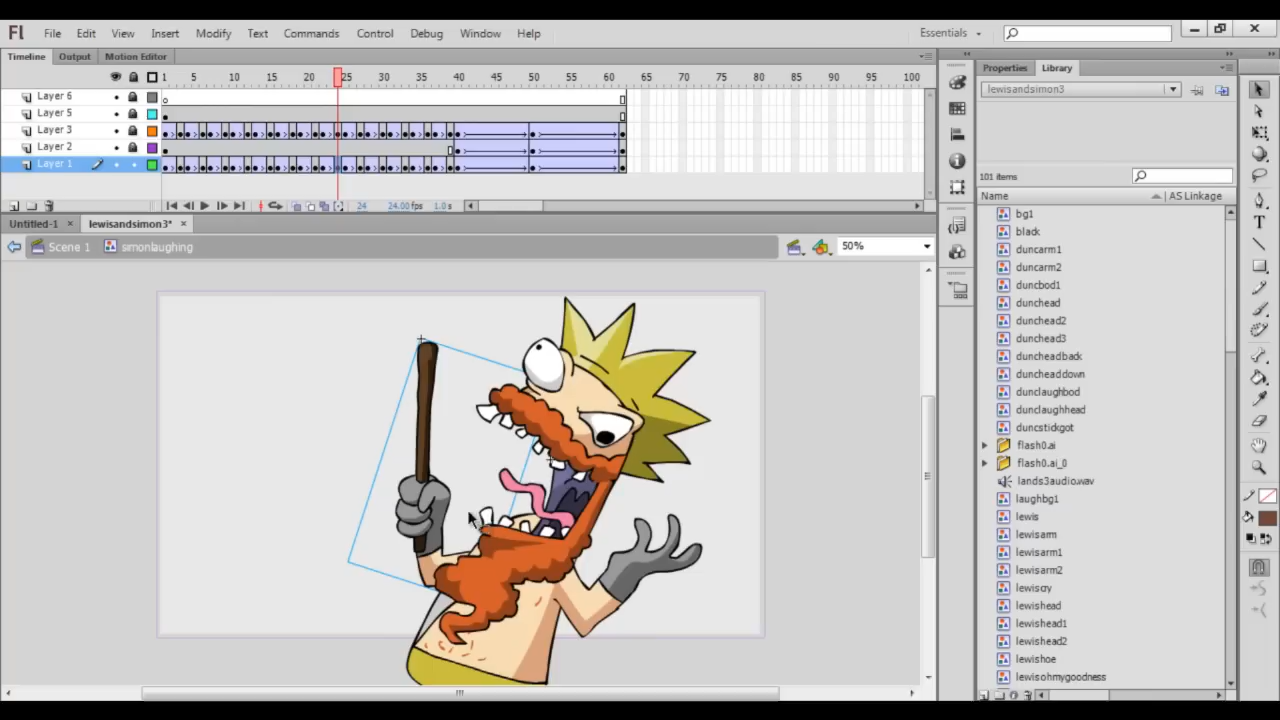 Fl File Edit View Insert Modify Text Commands Control Debug Window Help Essentials
Timeline Output Motion Editor
Properties Library
1 5 10 15 20 25 30 35 40 45 50 55 60 65 70 75 80 85 90 95 100
lewisandsimon3
Layer 6
Layer 5
Layer 3
Layer 2
Layer 1
101 items
Name AS Linkage
24 24.00 fps 1.0 s
Untitled-1 × lewisandsimon3* ×
Scene 1 simonlaughing 50%
bg1
black
duncarm1
duncarm2
duncbod1
dunchead
dunchead2
dunchead3
duncheadback
duncheaddown
dunclaughbod
dunclaughhead
duncstickgot
flash0.ai
flash0.ai_0
lands3audio.wav
laughbg1
lewis
lewisarm
lewisarm1
lewisarm2
lewiscry
lewishead
lewishead1
lewishead2
lewishoe
lewisohmygoodness